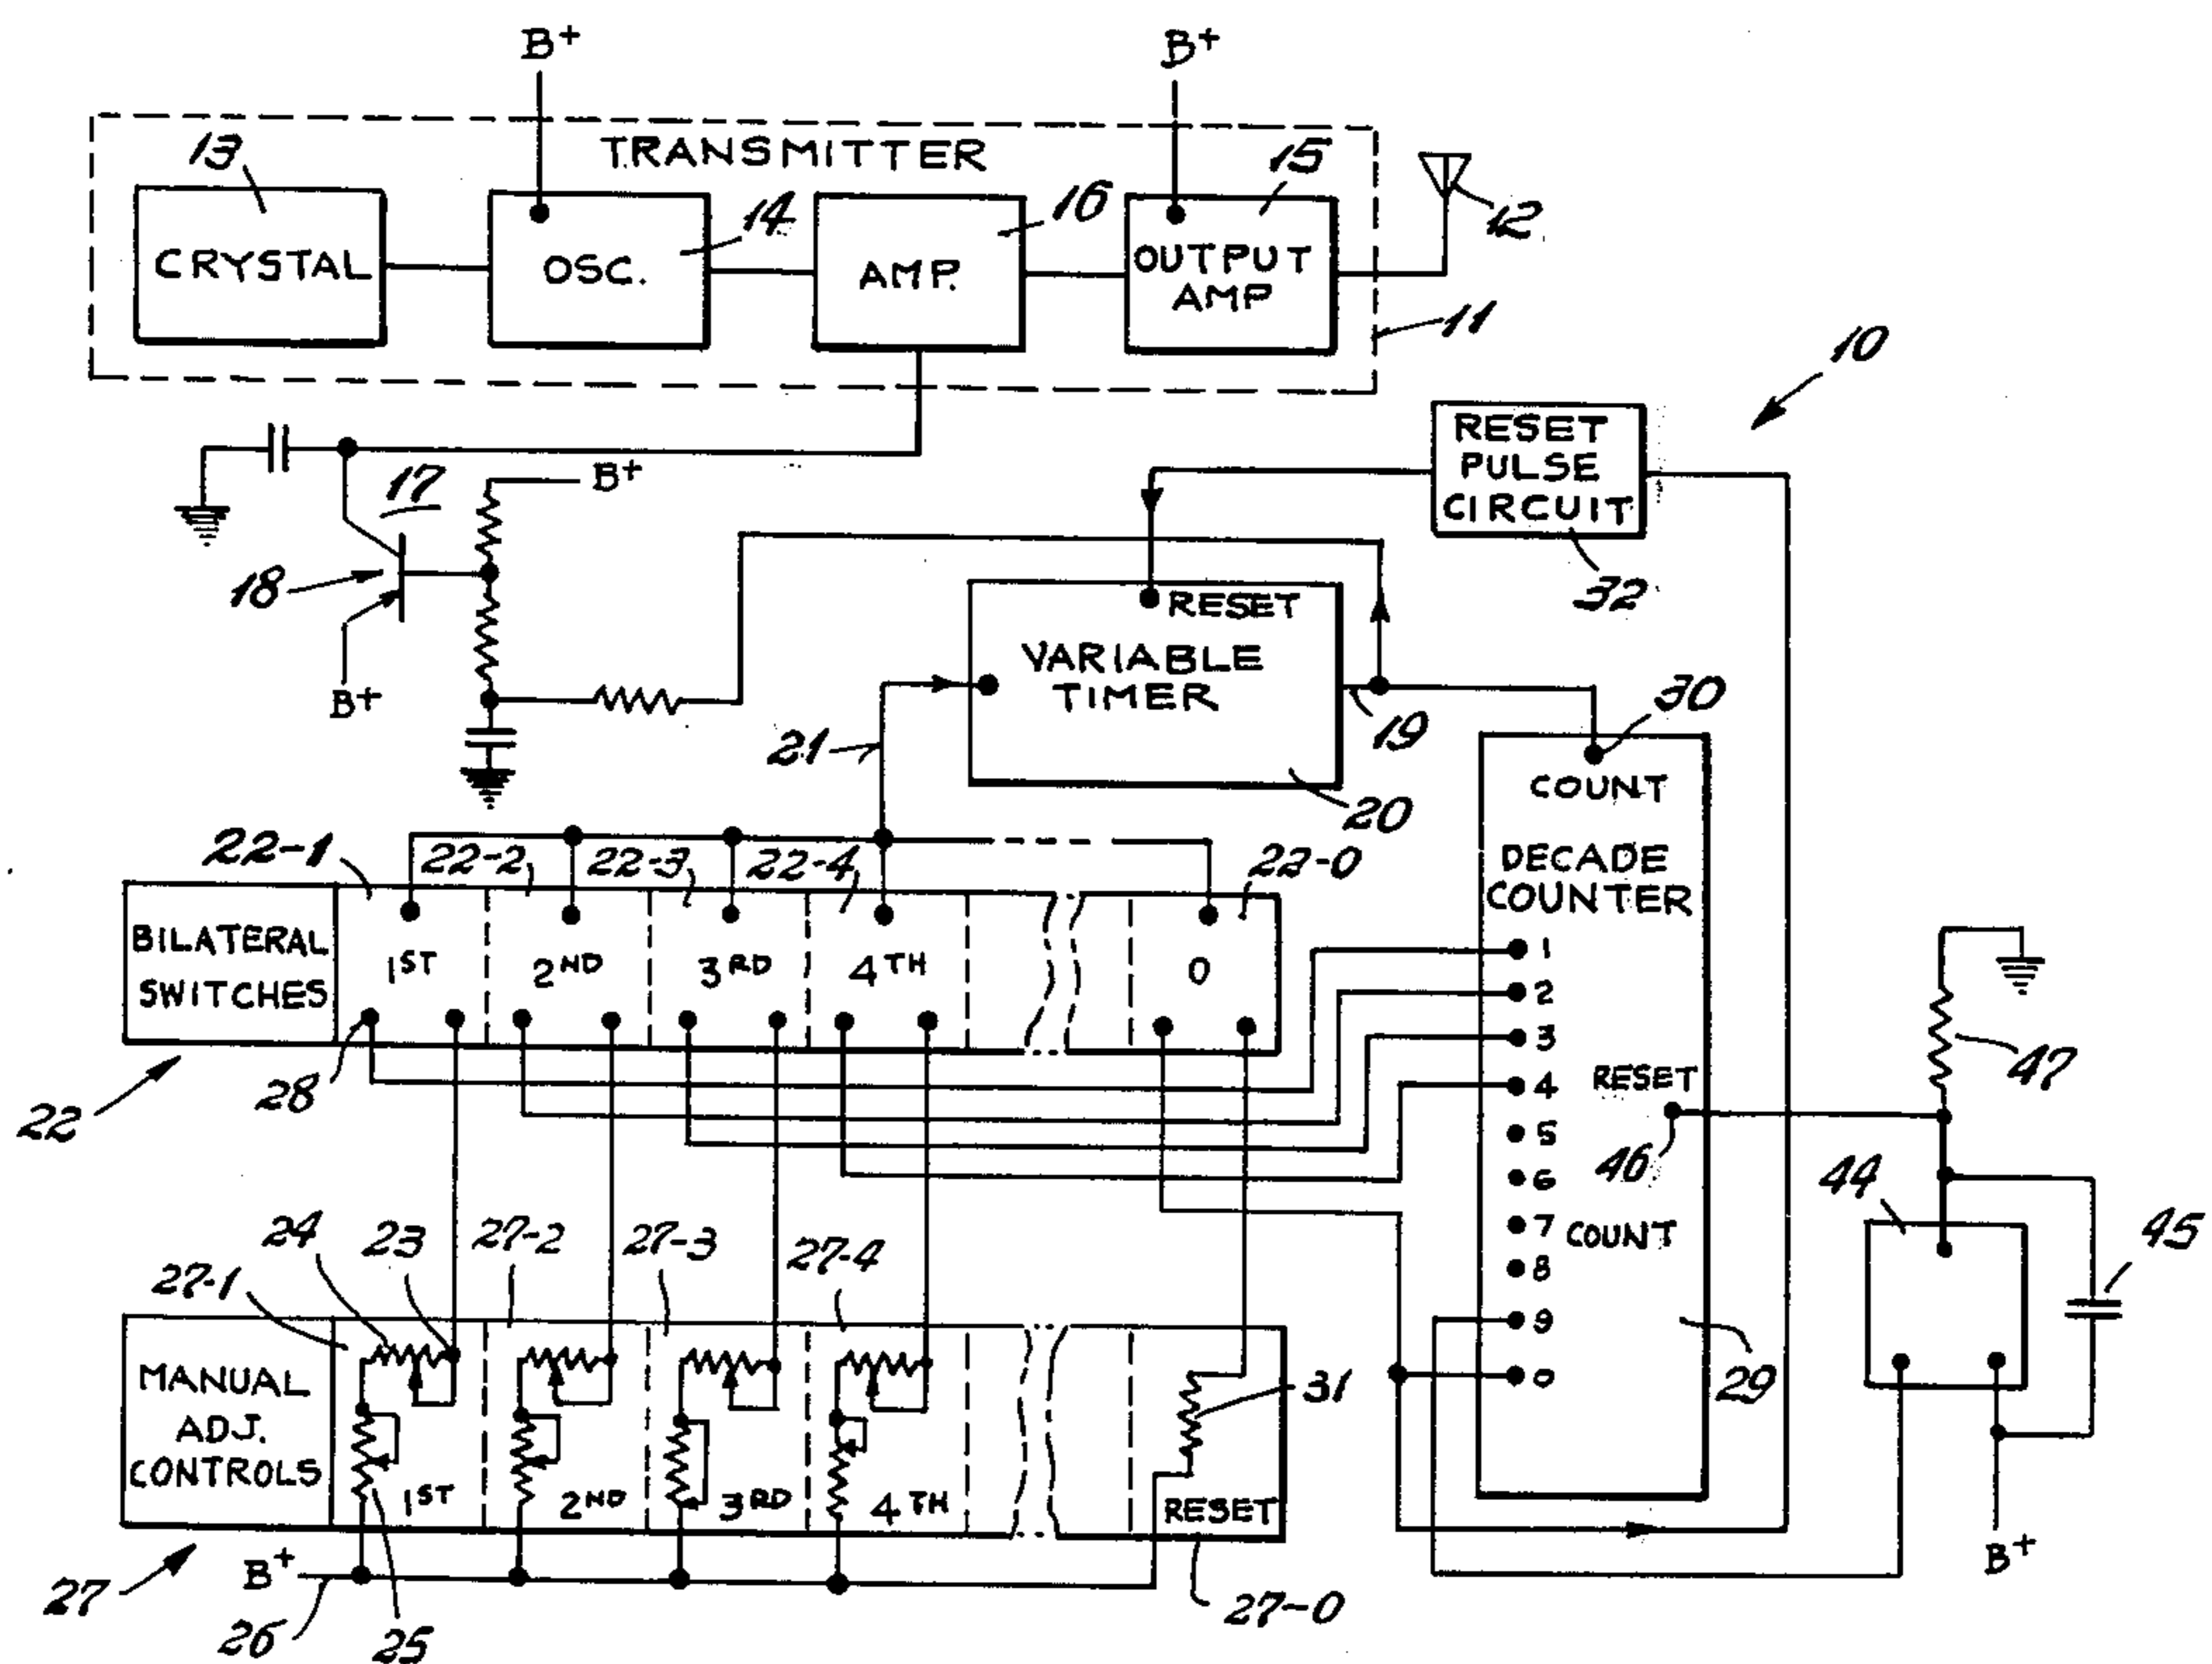 B+
B+
TRANSMITTER
13
14
16
15
12
CRYSTAL
OSC.
AMP.
OUTPUT
AMP
11
10
RESET
PULSE
CIRCUIT
32
17
B+
18
B+
RESET
VARIABLE
TIMER
19
20
21
30
COUNT
DECADE
COUNTER
1
2
3
4
5
6
7
8
9
0
RESET
46
COUNT
29
22-1
22-2
22-3
22-4
22-0
BILATERAL
SWITCHES
1ST
2ND
3RD
4TH
0
28
22
47
44
45
B+
24
23
27-1
27-2
27-3
27-4
MANUAL
ADJ.
CONTROLS
1ST
2ND
3RD
4TH
31
RESET
27
B+
26
25
27-0